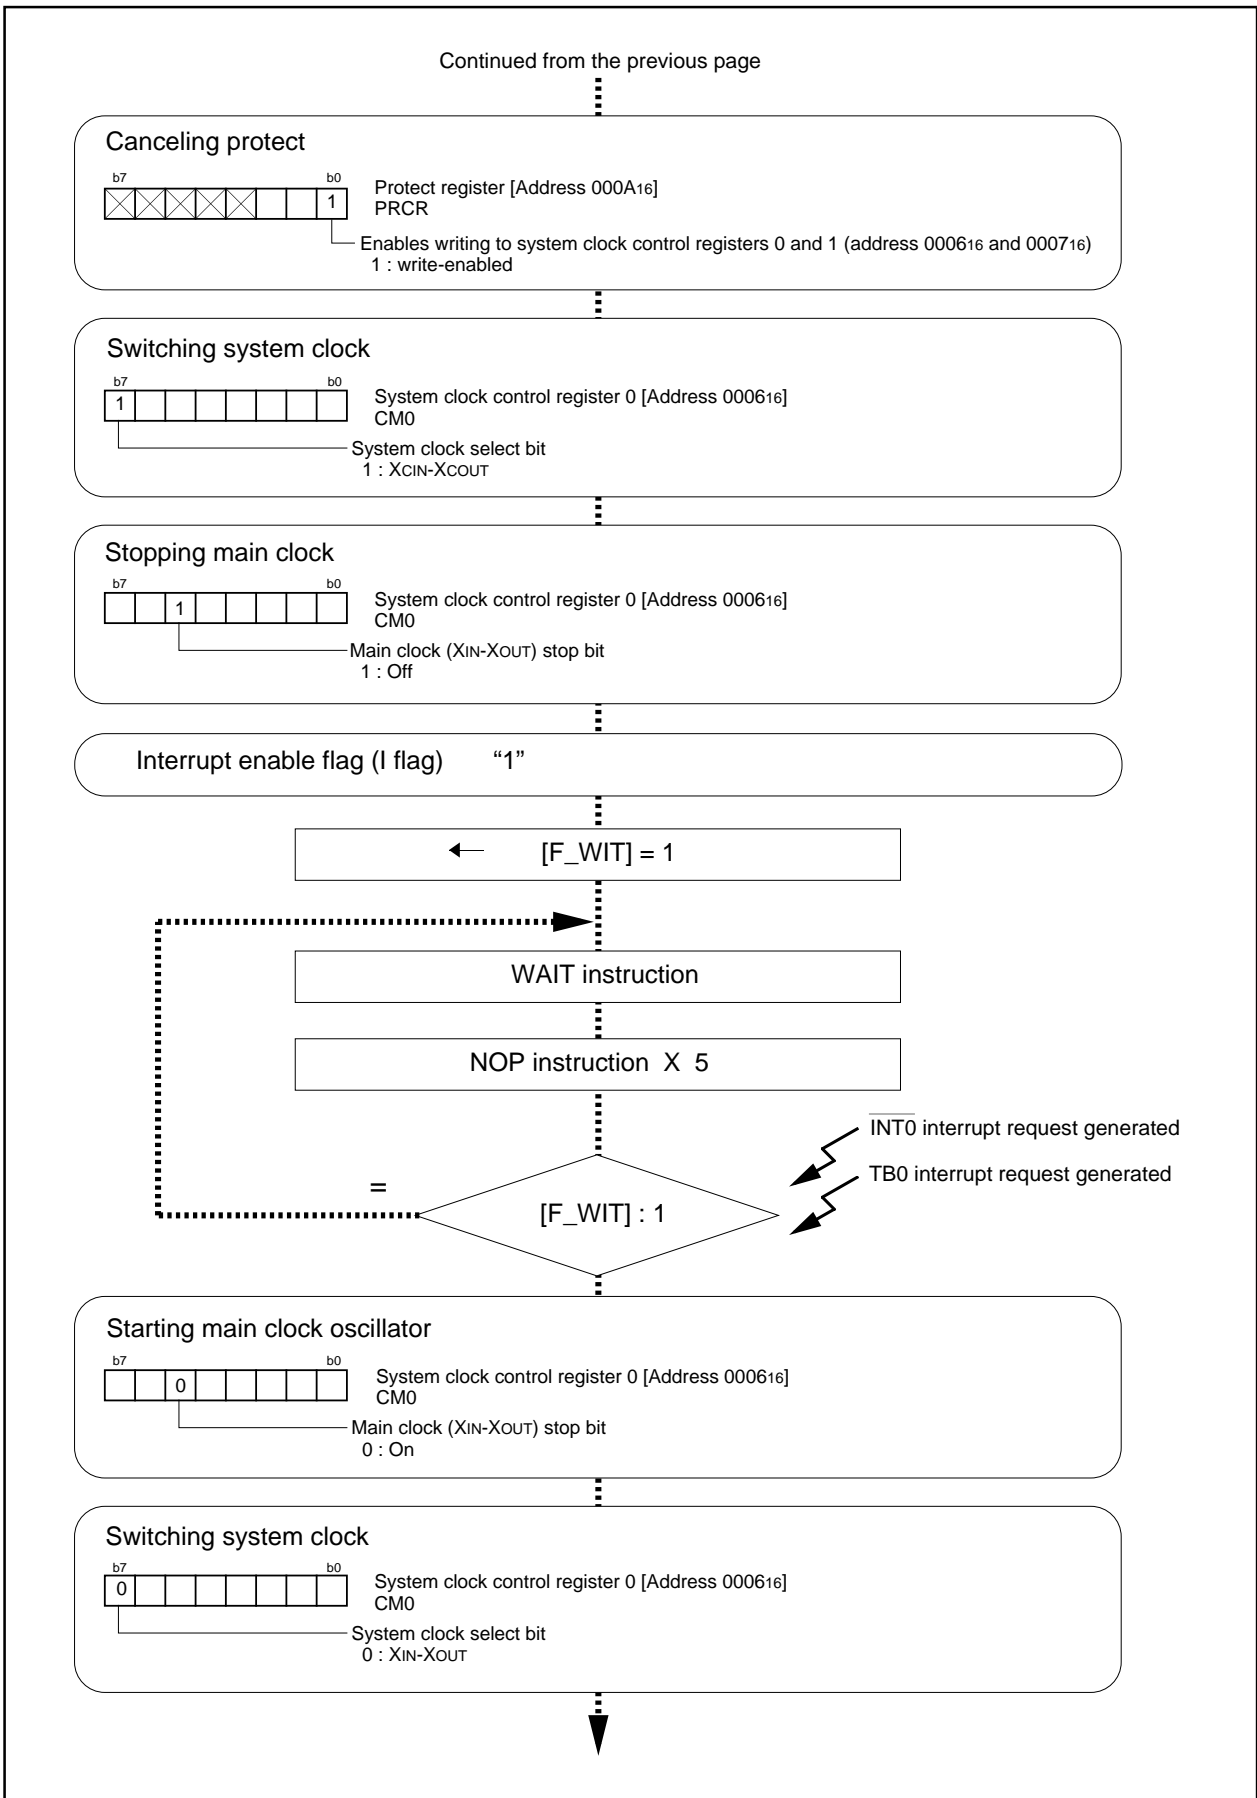 Continued from the previous page
Canceling protect
b7 b0
1
Protect register [Address 000A16]
PRCR
Enables writing to system clock control registers 0 and 1 (address 000616 and 000716)
1 : write-enabled
Switching system clock
b7 b0
1
System clock control register 0 [Address 000616]
CM0
System clock select bit
1 : XCIN-XCOUT
Stopping main clock
b7 b0
1
System clock control register 0 [Address 000616]
CM0
Main clock (XIN-XOUT) stop bit
1 : Off
Interrupt enable flag (I flag) “1”
← [F_WIT] = 1
WAIT instruction
NOP instruction X 5
INT0 interrupt request generated
TB0 interrupt request generated
=
[F_WIT] : 1
Starting main clock oscillator
b7 b0
0
System clock control register 0 [Address 000616]
CM0
Main clock (XIN-XOUT) stop bit
0 : On
Switching system clock
b7 b0
0
System clock control register 0 [Address 000616]
CM0
System clock select bit
0 : XIN-XOUT